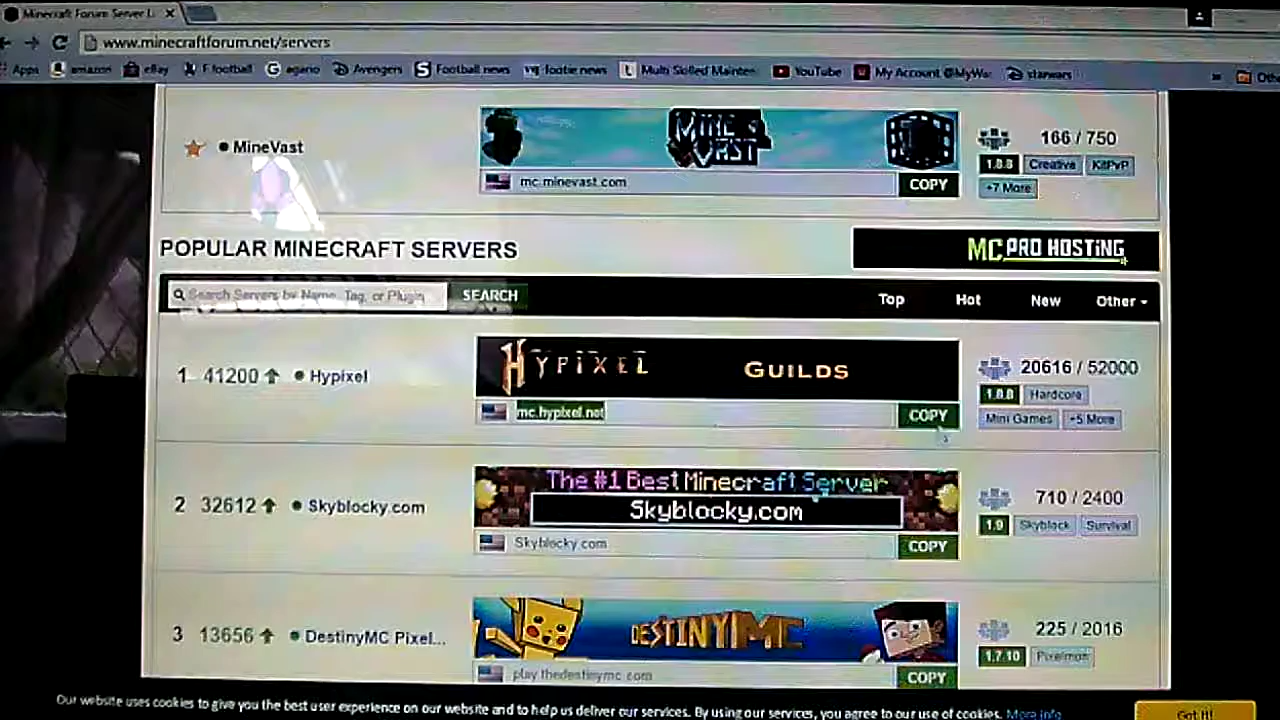 Minecraft Forum Server L
www.minecraftforum.net/servers
Apps amazon eBay F football agario Avengers Football news footie news Multi Skilled Mainten YouTube My Account @MyWa starwars
MineVast
MINE VAST
mc.minevast.com COPY
166 / 750
1.8.8 Creative KitPvP
+7 More
POPULAR MINECRAFT SERVERS
MC PRO HOSTING
Search Servers by Name, Tag, or Plugin SEARCH Top Hot New Other
1 41200 Hypixel
HYPIXEL GUILDS
mc.hypixel.net COPY
20616 / 52000
1.8.8 Hardcore
Mini Games +5 More
2 32612 Skyblocky.com
The #1 Best Minecraft Server
Skyblocky.com
Skyblocky.com COPY
710 / 2400
1.9 Skyblock Survival
3 13656 DestinyMC Pixel...
DESTINYMC
play.thedestinymc.com COPY
225 / 2016
1.7.10 Pixelmon
Our website uses cookies to give you the best user experience on our website and to help us deliver our services. By using our services, you agree to our use of cookies. More info
Got It!